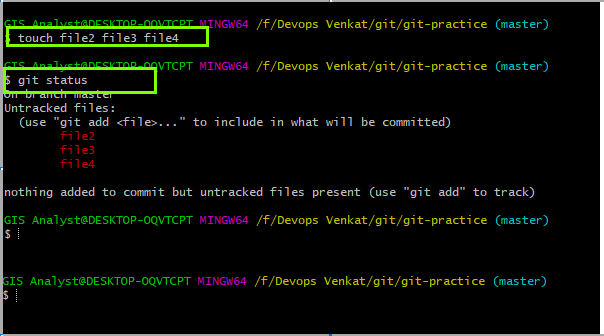 GIS Analyst@DESKTOP-OQVTCPT MINGW64 /f/Devops Venkat/git/git-practice (master)
$ touch file2 file3 file4
GIS Analyst@DESKTOP-OQVTCPT MINGW64 /f/Devops Venkat/git/git-practice (master)
$ git status
On branch master
Untracked files:
(use "git add <file>..." to include in what will be committed)
file2
file3
file4
nothing added to commit but untracked files present (use "git add" to track)
GIS Analyst@DESKTOP-OQVTCPT MINGW64 /f/Devops Venkat/git/git-practice (master)
$
GIS Analyst@DESKTOP-OQVTCPT MINGW64 /f/Devops Venkat/git/git-practice (master)
$